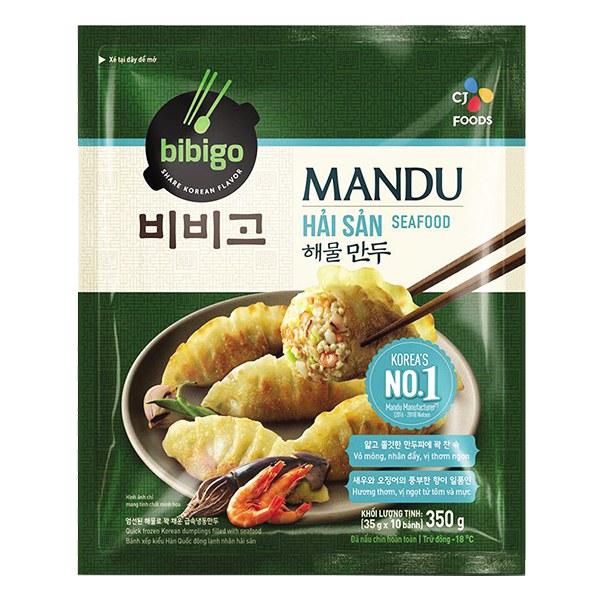 Xé tại đây để mở
CJ
FOODS
bibigo
SHARE KOREAN FLAVOR
비비고
MANDU
HẢI SẢN SEAFOOD
해물 만두
KOREA'S
NO.1
Mandu Manufacturer
얇고 쫄깃한 만두피에 꽉 찬 속
Vỏ mỏng, nhân đầy, vị thơm ngon
새우와 오징어의 풍부한 향이 일품인
Hương thơm, vị ngọt từ tôm và mực
Hình ảnh chỉ
mang tính chất minh họa
엄선된 해물로 꽉 채운 급속냉동만두
Quick frozen Korean dumplings filled with seafood
Bánh xếp kiểu Hàn Quốc đông lạnh nhân hải sản
KHỐI LƯỢNG TỊNH:
(35 g x 10 bánh) 350 g
Đã nấu chín hoàn toàn | Trữ đông -18 °C